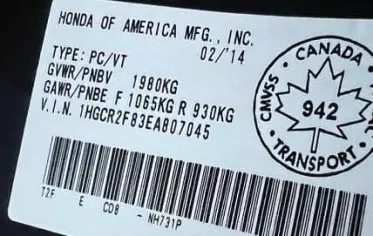 HONDA OF AMERICA MFG., INC.
02/'14
TYPE: PC/VT
GVWR/PNBV 1980KG
GAWR/PNBE F 1065KG R 930KG
V.I.N. 1HGCR2F83EA807045
CANADA
CMVSS
942
TRANSPORT
T2F E CD8 - NH731P